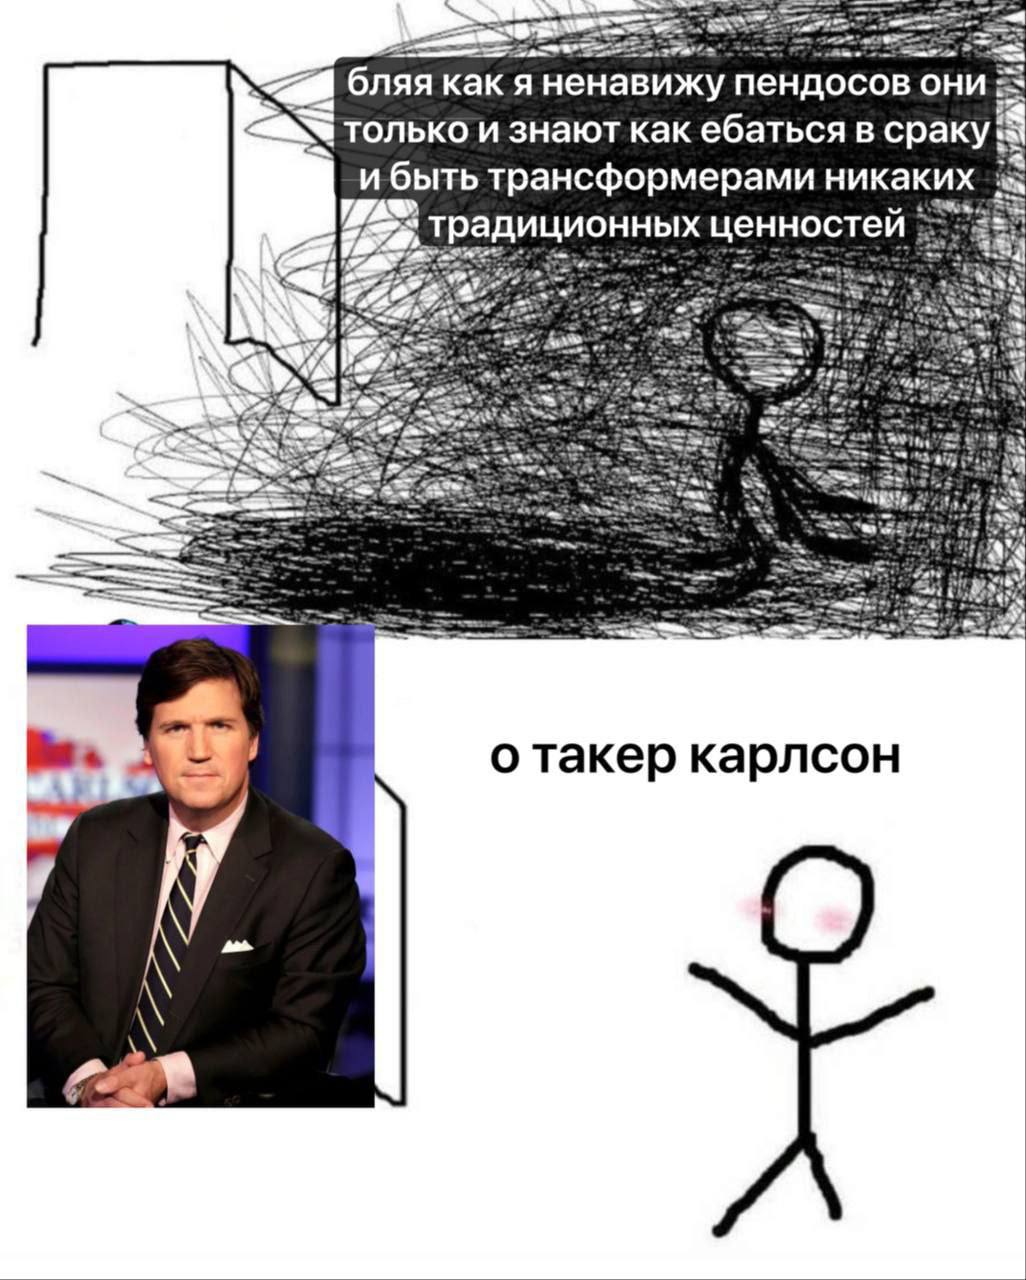 бляя как я ненавижу пендосов они
только и знают как ебаться в сраку
и быть трансформерами никаких
традиционных ценностей
о такер карлсон